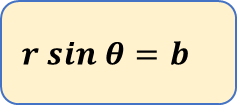 r sin θ = b